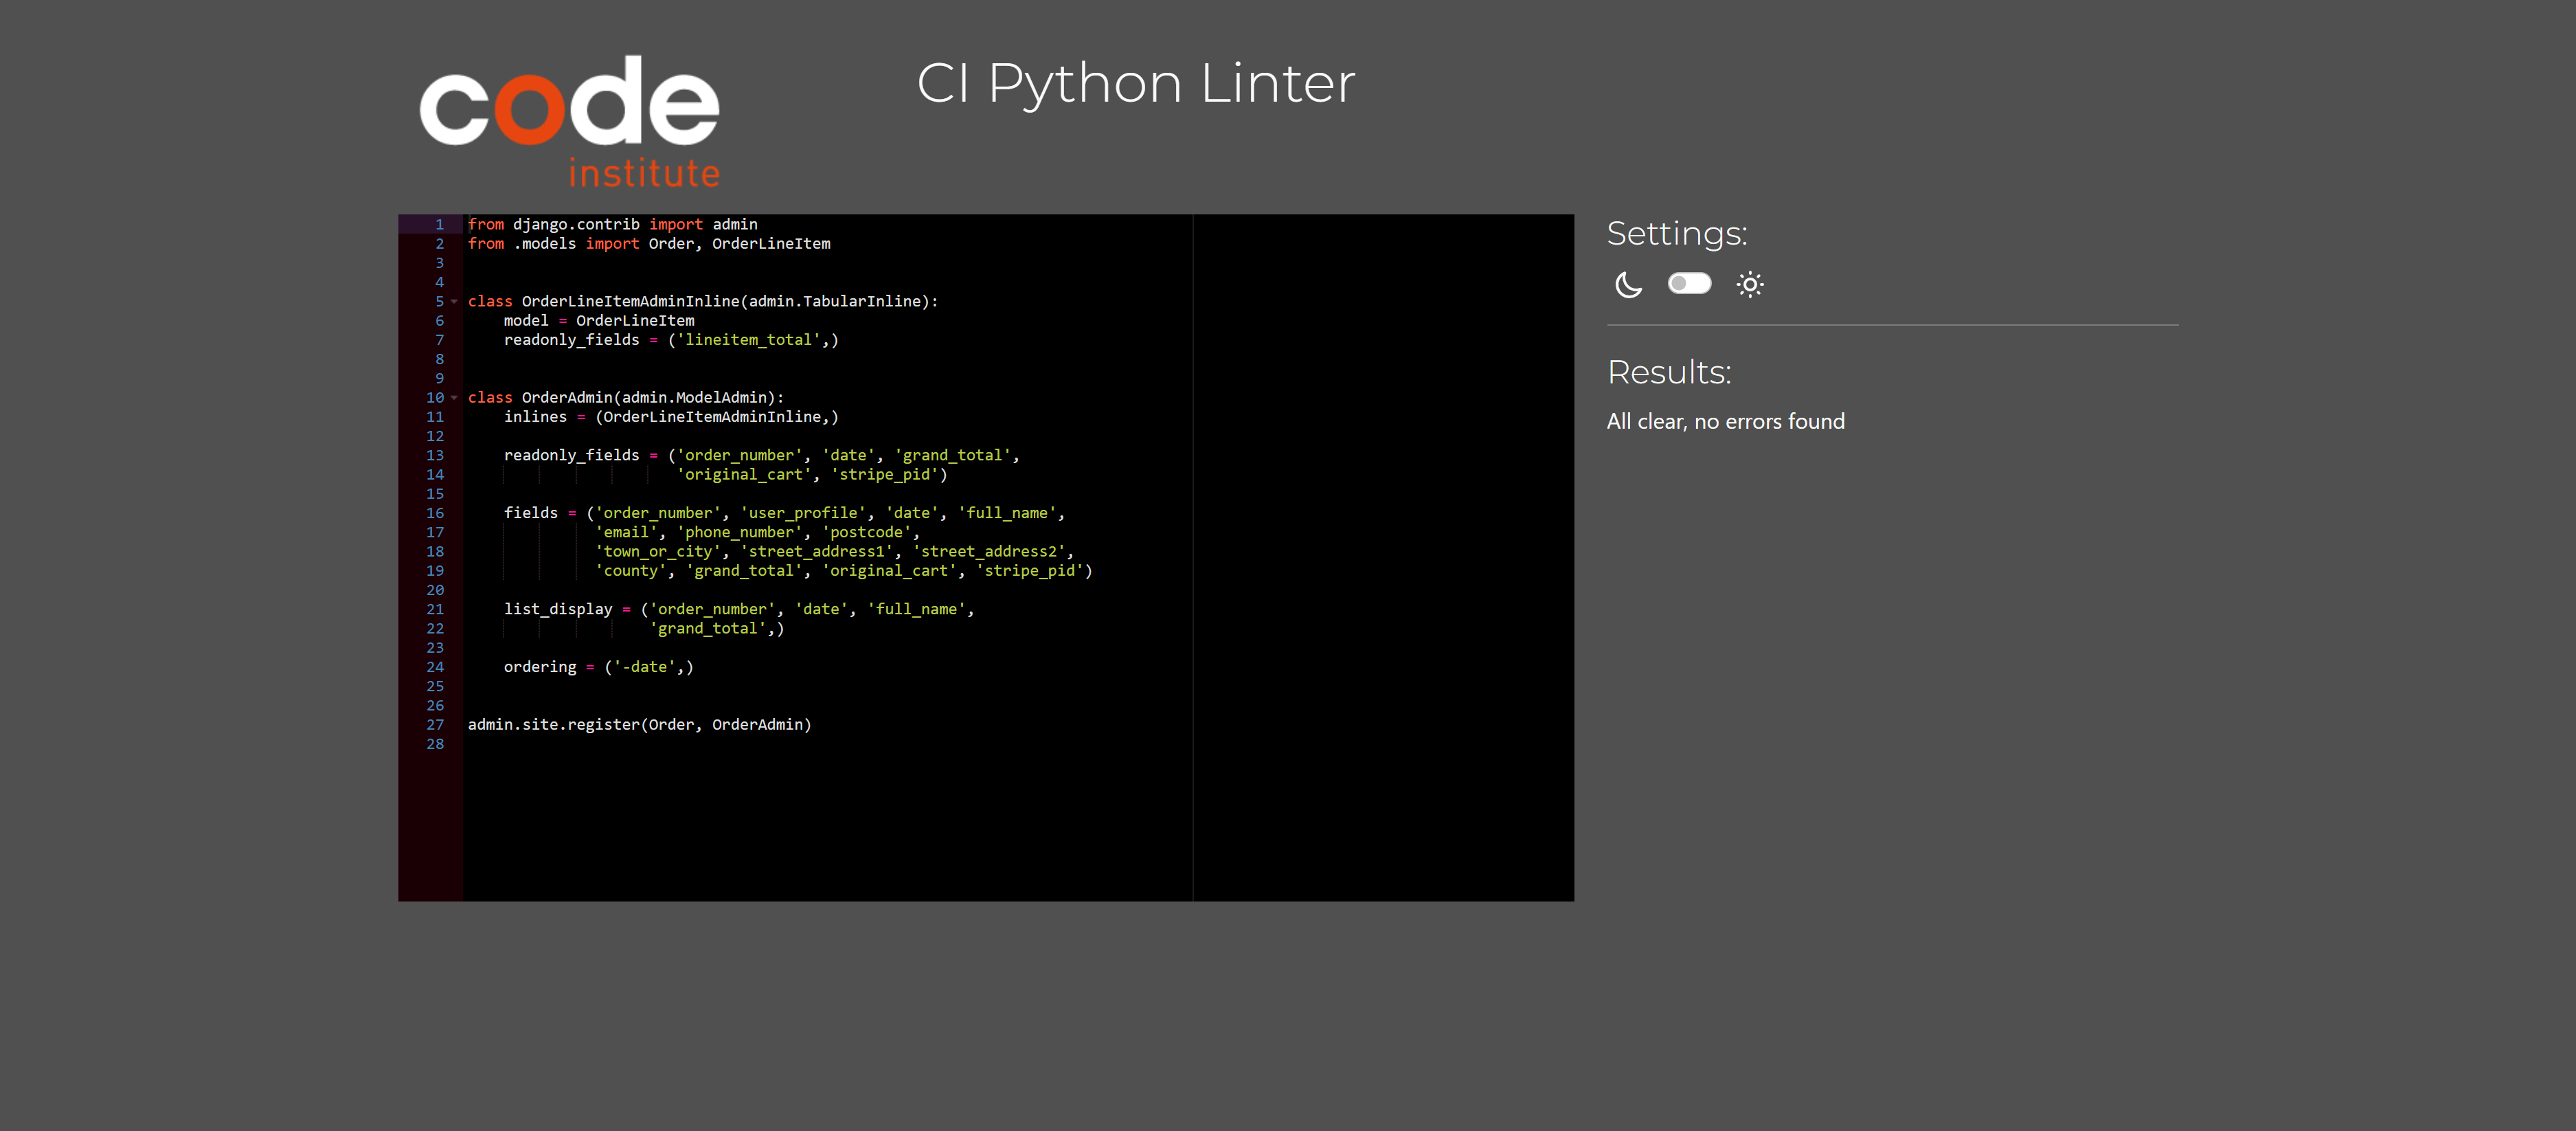 code
institute
CI Python Linter
1 from django.contrib import admin
2 from .models import Order, OrderLineItem
3
4
5 class OrderLineItemAdminInline(admin.TabularInline):
6     model = OrderLineItem
7     readonly_fields = ('lineitem_total',)
8
9
10 class OrderAdmin(admin.ModelAdmin):
11     inlines = (OrderLineItemAdminInline,)
12
13     readonly_fields = ('order_number', 'date', 'grand_total',
14                        'original_cart', 'stripe_pid')
15
16     fields = ('order_number', 'user_profile', 'date', 'full_name',
17               'email', 'phone_number', 'postcode',
18               'town_or_city', 'street_address1', 'street_address2',
19               'county', 'grand_total', 'original_cart', 'stripe_pid')
20
21     list_display = ('order_number', 'date', 'full_name',
22                     'grand_total',)
23
24     ordering = ('-date',)
25
26
27 admin.site.register(Order, OrderAdmin)
28
Settings:
Results:
All clear, no errors found